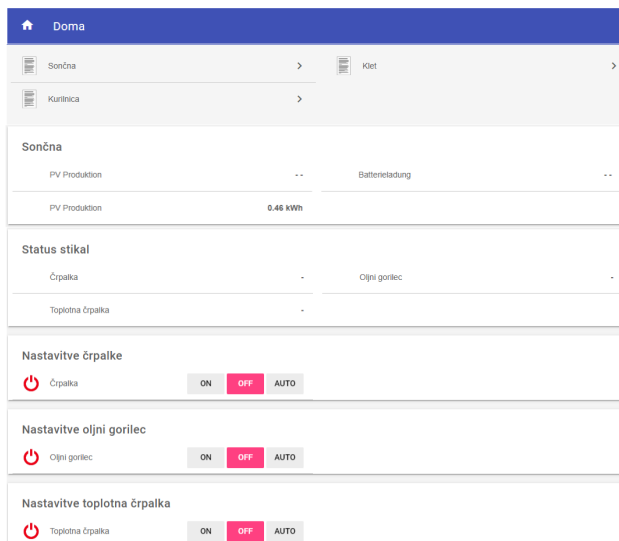 Doma
Sončna Klet
Kurilnica
Sončna
PV Produktion - - Batterieladung - -
PV Produktion 0.46 kWh
Status stikal
Črpalka - Oljni gorilec -
Toplotna črpalka -
Nastavitve črpalke
Črpalka ON OFF AUTO
Nastavitve oljni gorilec
Oljni gorilec ON OFF AUTO
Nastavitve toplotna črpalka
Toplotna črpalka ON OFF AUTO